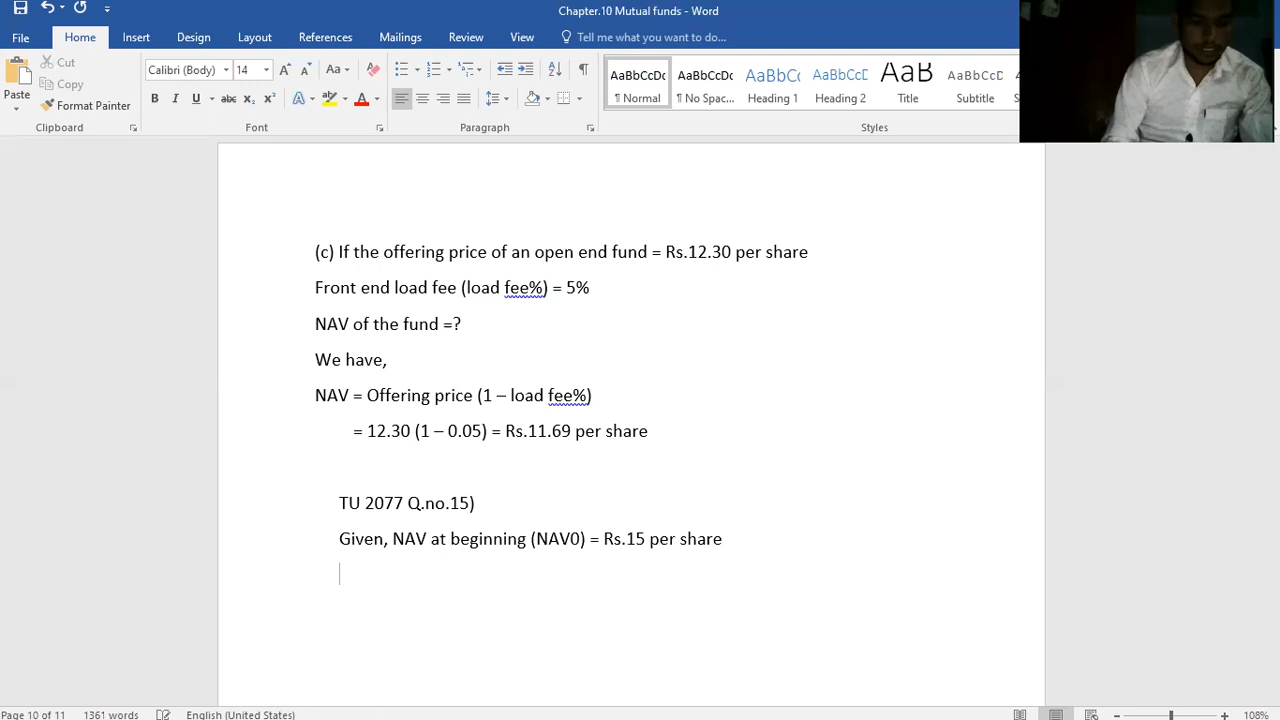 Chapter.10 Mutual funds - Word
File Home Insert Design Layout References Mailings Review View Tell me what you want to do...
Paste
Cut
Copy
Format Painter
Clipboard
Calibri (Body) 14
B I U abc x₂ x²
Font
Paragraph
AaBbCcDc AaBbCcDc AaBbCc AaBbCcE AaB AaBbCcE
¶ Normal ¶ No Spac... Heading 1 Heading 2 Title Subtitle
Styles
(c) If the offering price of an open end fund = Rs.12.30 per share
Front end load fee (load fee%) = 5%
NAV of the fund =?
We have,
NAV = Offering price (1 – load fee%)
= 12.30 (1 – 0.05) = Rs.11.69 per share
TU 2077 Q.no.15)
Given, NAV at beginning (NAV0) = Rs.15 per share
Page 10 of 11 1361 words English (United States) 108%